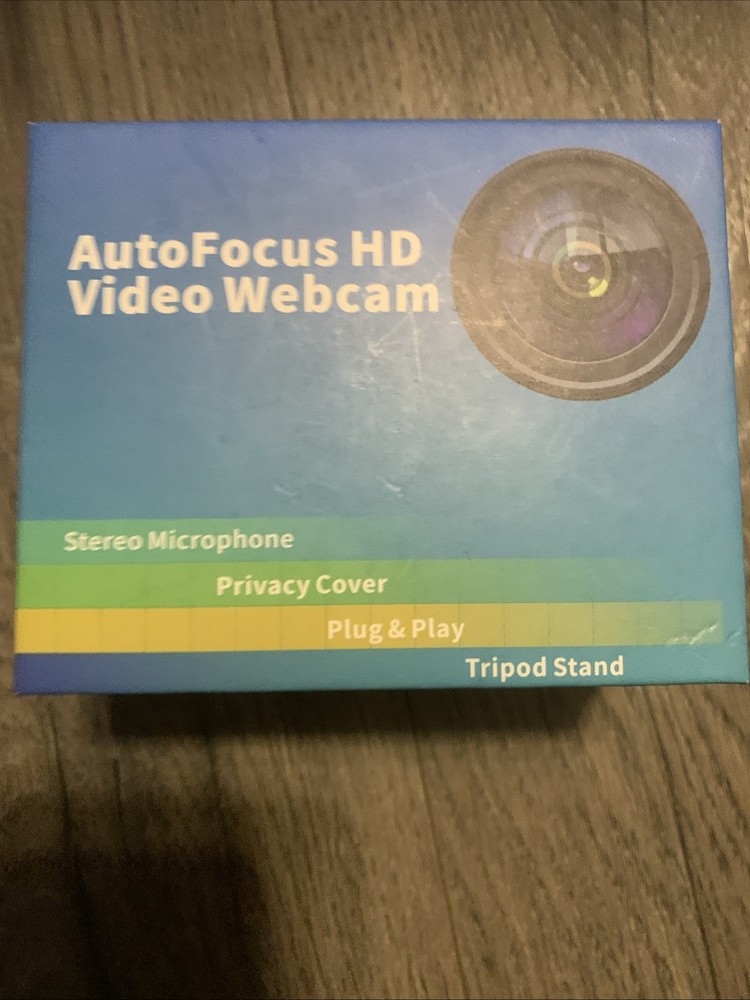 AutoFocus HD
Video Webcam
Stereo Microphone
Privacy Cover
Plug & Play
Tripod Stand